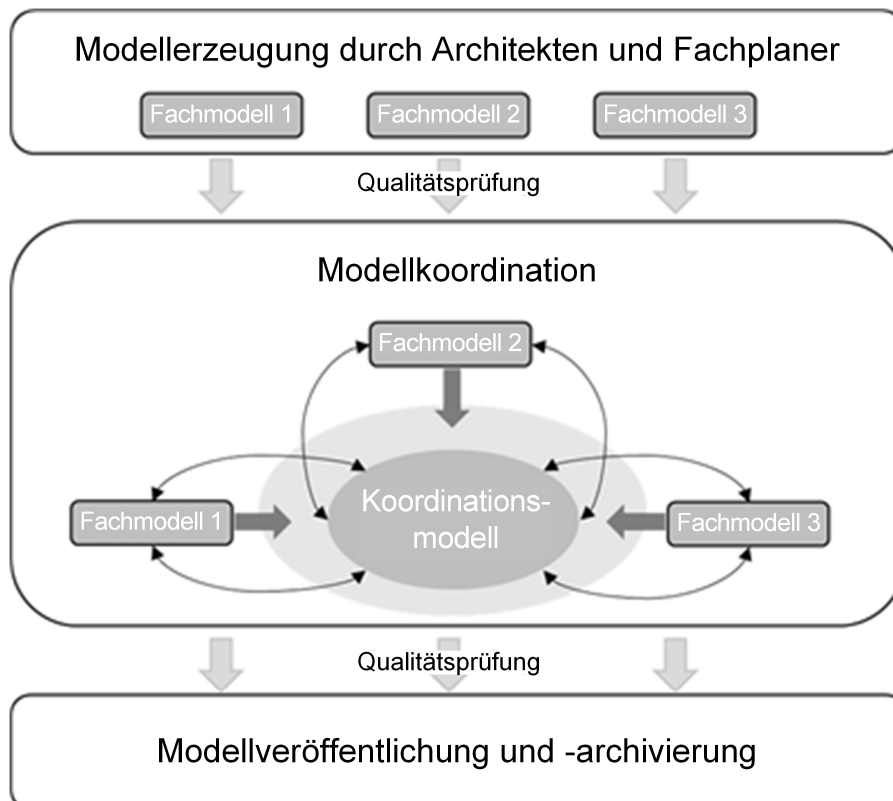 Modellerzeugung durch Architekten und Fachplaner
Fachmodell 1
Fachmodell 2
Fachmodell 3
Qualitätsprüfung
Modellkoordination
Fachmodell 2
Fachmodell 1
Koordinations-
modell
Fachmodell 3
Qualitätsprüfung
Modellveröffentlichung und -archivierung